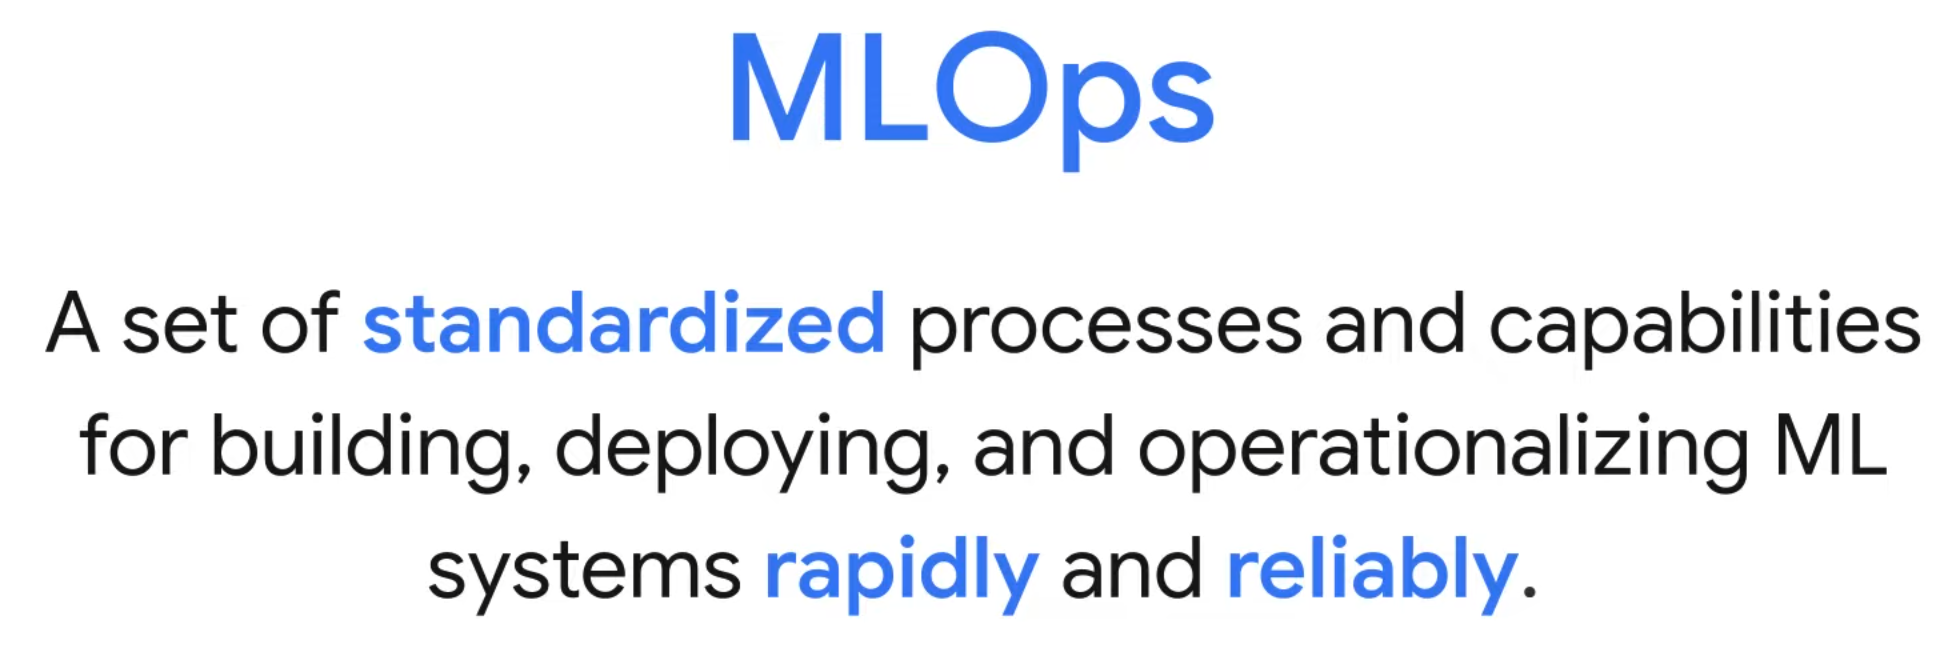 MLOps
A set of standardized processes and capabilities
for building, deploying, and operationalizing ML
systems rapidly and reliably.